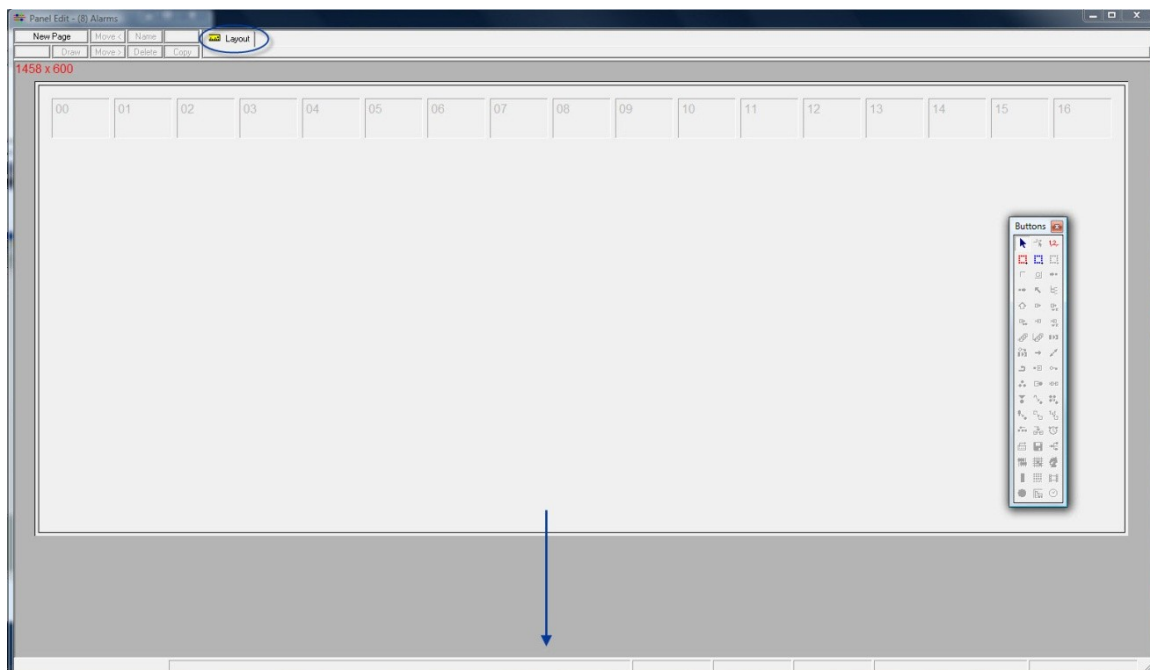 Panel Edit - (8) Alarms
New Page Move < Name Layout
Draw Move > Delete Copy
1458 x 600
00 01 02 03 04 05 06 07 08 09 10 11 12 13 14 15 16
Buttons